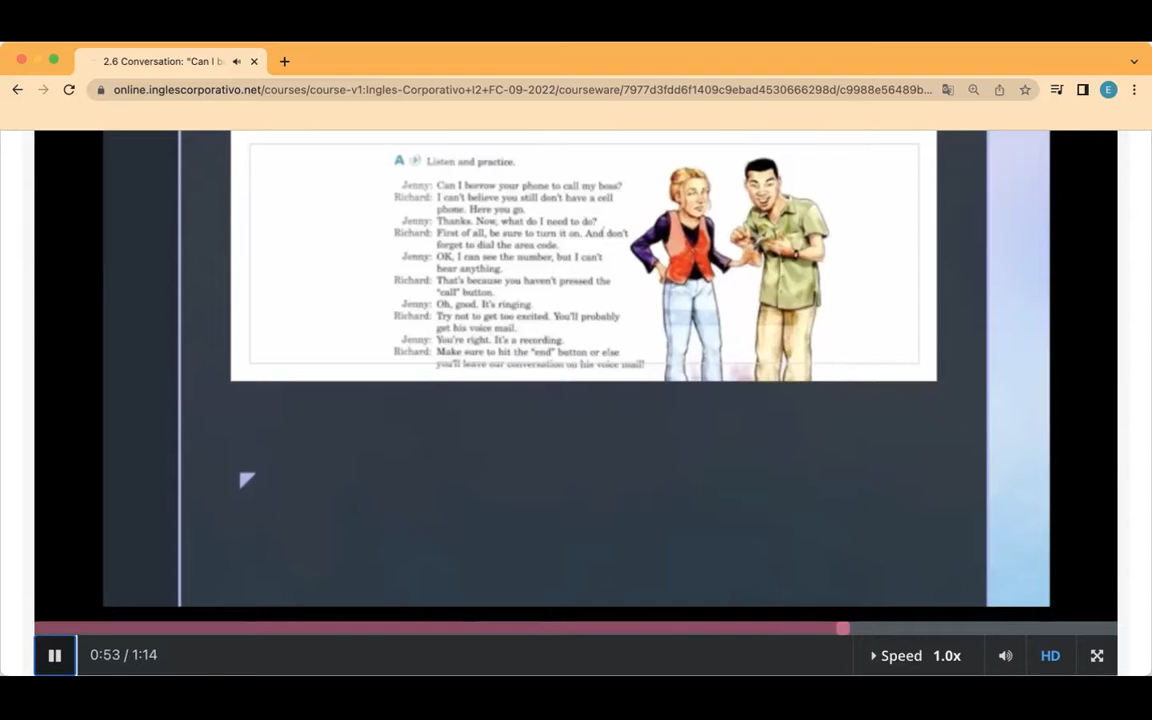 2.6 Conversation: "Can I b
online.inglescorporativo.net/courses/course-v1:Ingles-Corporativo+I2+FC-09-2022/courseware/7977d3fdd6f1409c9ebad4530666298d/c9988e56489b...
E
A Listen and practice.
Jenny: Can I borrow your phone to call my boss?
Richard: I can't believe you still don't have a cell
phone. Here you go.
Jenny: Thanks. Now, what do I need to do?
Richard: First of all, be sure to turn it on. And don't
forget to dial the area code.
Jenny: OK, I can see the number, but I can't
hear anything.
Richard: That's because you haven't pressed the
"call" button.
Jenny: Oh, good. It's ringing.
Richard: Try not to get too excited. You'll probably
get his voice mail.
Jenny: You're right. It's a recording.
Richard: Make sure to hit the "end" button or else
you'll leave our conversation on his voice mail!
0:53 / 1:14
Speed 1.0x
HD